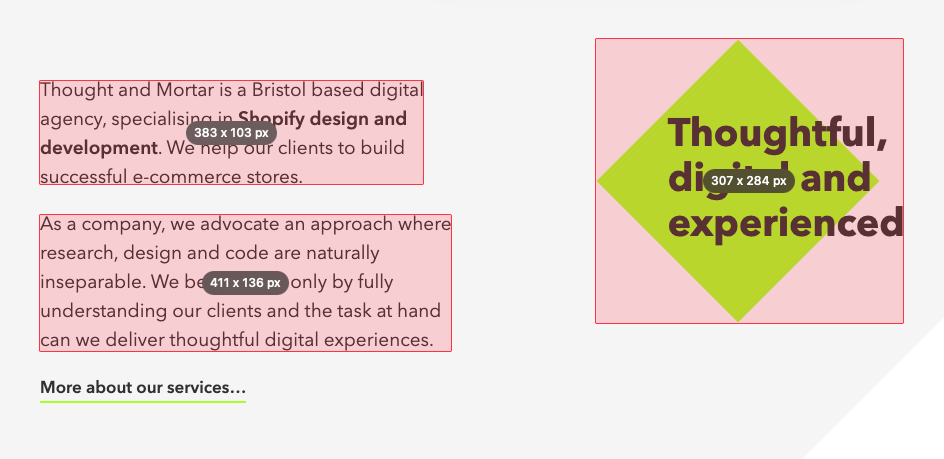 Thought and Mortar is a Bristol based digital
agency, specialising in Shopify design and
383 x 103 px
development. We help our clients to build
successful e-commerce stores.
As a company, we advocate an approach where
research, design and code are naturally
inseparable. We be only by fully
411 x 136 px
understanding our clients and the task at hand
can we deliver thoughtful digital experiences.
More about our services...
Thoughtful,
digital and
307 x 284 px
experienced